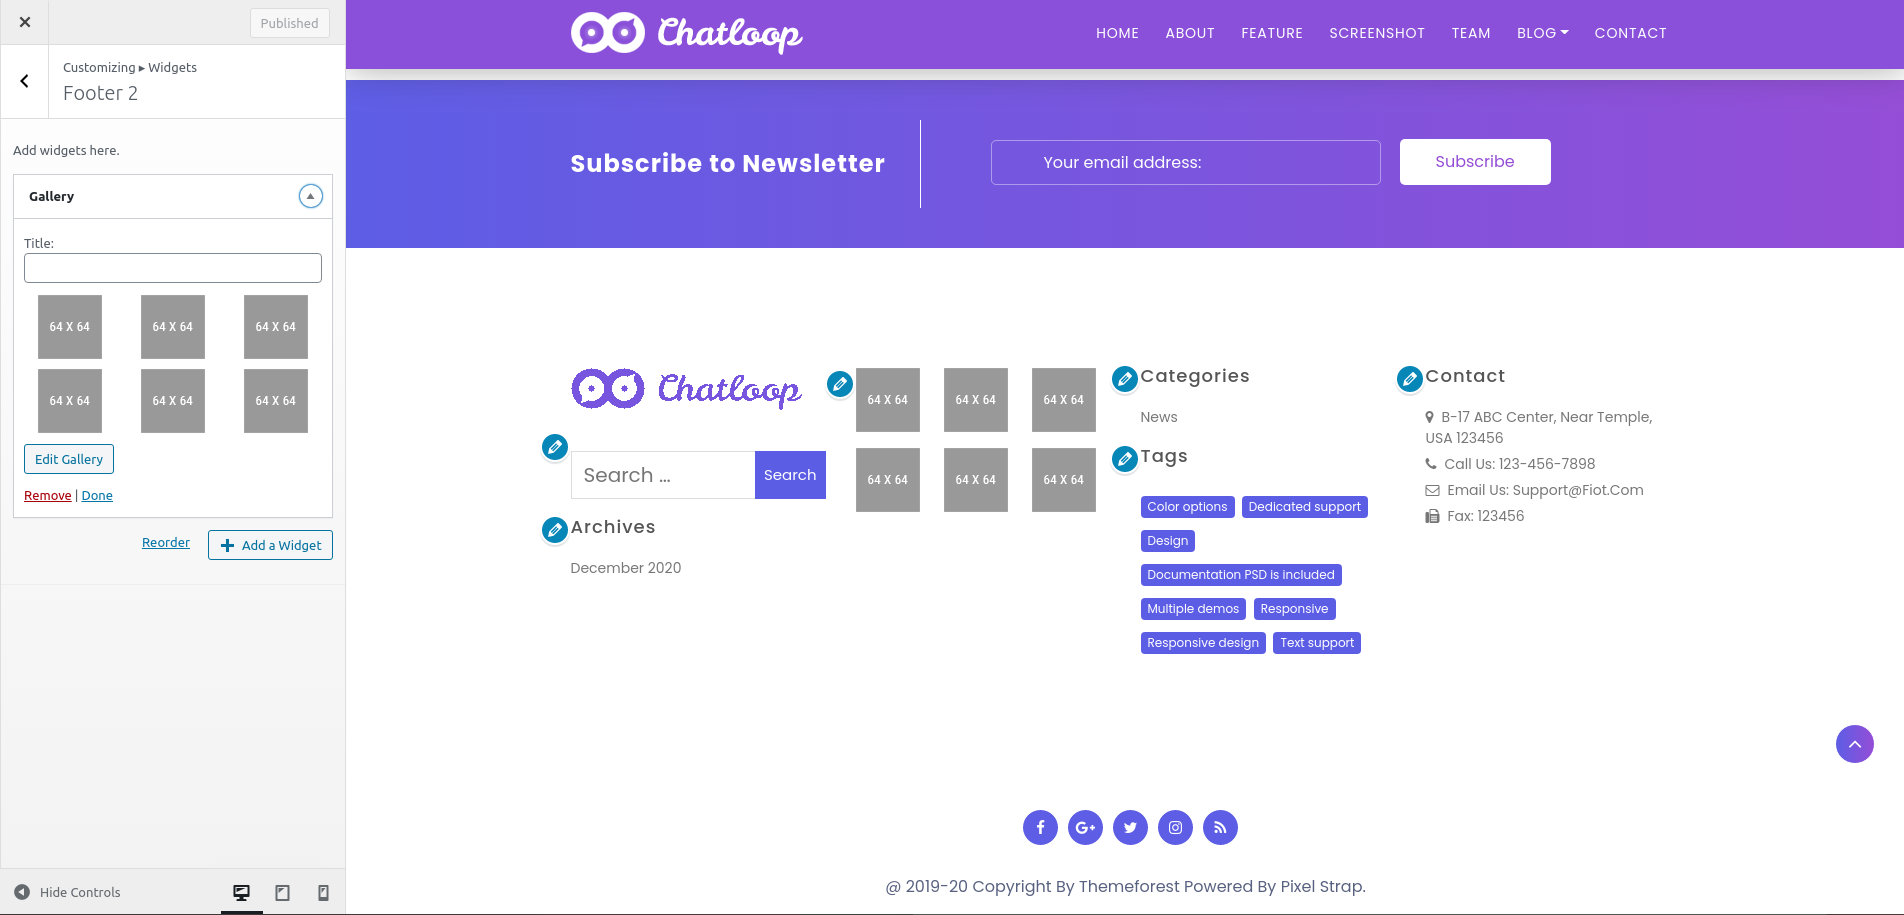 Published
Customizing ▸ Widgets
Footer 2
Add widgets here.
Gallery
Title:
64 X 64 64 X 64 64 X 64
64 X 64 64 X 64 64 X 64
Edit Gallery
Remove | Done
Reorder Add a Widget
Hide Controls
Chatloop HOME ABOUT FEATURE SCREENSHOT TEAM BLOG CONTACT
Subscribe to Newsletter Your email address: Subscribe
Chatloop
Search ... Search
Archives
December 2020
64 X 64 64 X 64 64 X 64
64 X 64 64 X 64 64 X 64
Categories
News
Tags
Color options Dedicated support
Design
Documentation PSD is included
Multiple demos Responsive
Responsive design Text support
Contact
B-17 ABC Center, Near Temple,
USA 123456
Call Us: 123-456-7898
Email Us: Support@Fiot.Com
Fax: 123456
@ 2019-20 Copyright By Themeforest Powered By Pixel Strap.